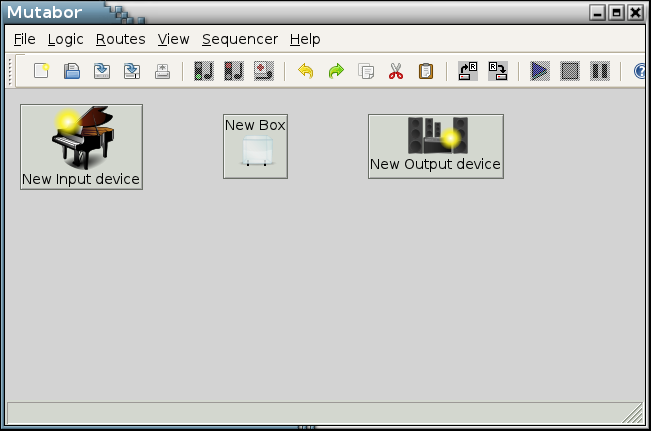 Mutabor
File Logic Routes View Sequencer Help
R R ?
New Input device
New Box
New Output device